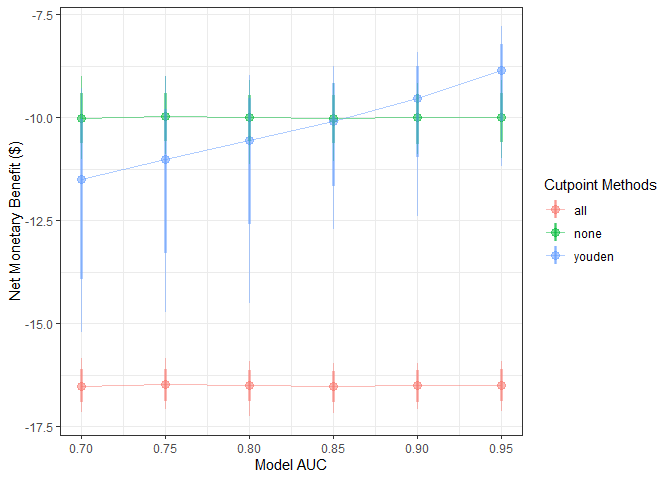 -7.5
-10.0
-12.5
-15.0
-17.5
Net Monetary Benefit ($)
0.70 0.75 0.80 0.85 0.90 0.95
Model AUC
Cutpoint Methods
all
none
youden